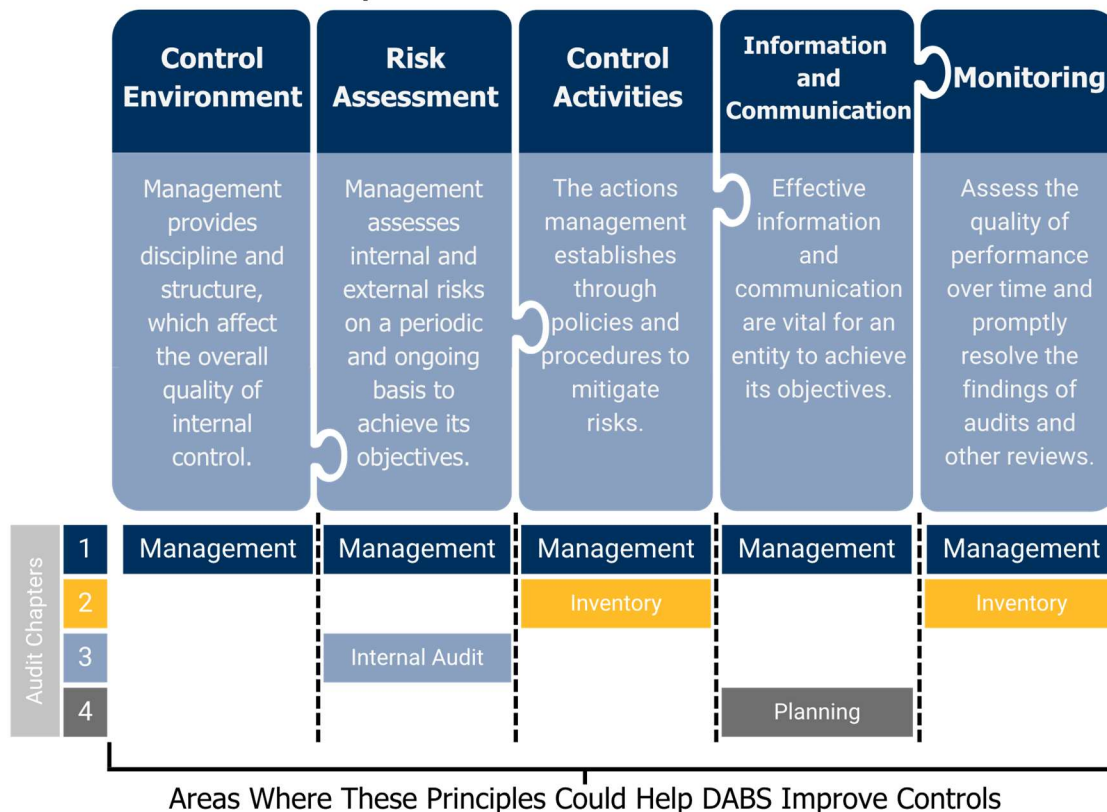 Control
Environment
Risk
Assessment
Control
Activities
Information
and
Communication
Monitoring
Management
provides
discipline and
structure,
which affect
the overall
quality of
internal
control.
Management
assesses
internal and
external risks
on a periodic
and ongoing
basis to
achieve its
objectives.
The actions
management
establishes
through
policies and
procedures to
mitigate
risks.
Effective
information
and
communication
are vital for an
entity to achieve
its objectives.
Assess the
quality of
performance
over time and
promptly
resolve the
findings of
audits and
other reviews.
Audit Chapters
1 Management Management Management Management Management
2 Inventory Inventory
3 Internal Audit
4 Planning
Areas Where These Principles Could Help DABS Improve Controls